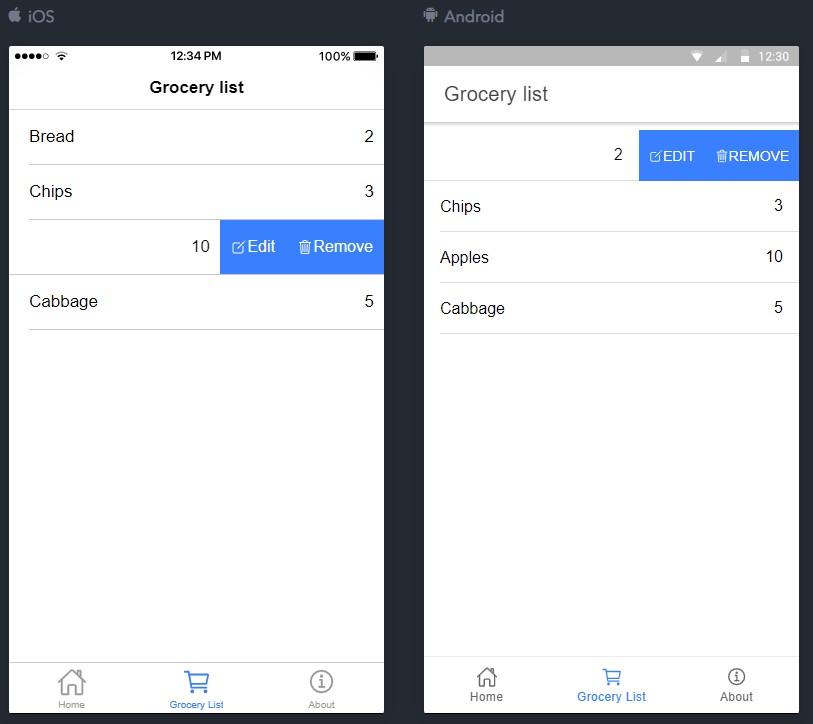 iOS
12:34 PM
100%
Grocery list
Bread 2
Chips 3
10 Edit Remove
Cabbage 5
Home Grocery List About
Android
12:30
Grocery list
2 EDIT REMOVE
Chips 3
Apples 10
Cabbage 5
Home Grocery List About